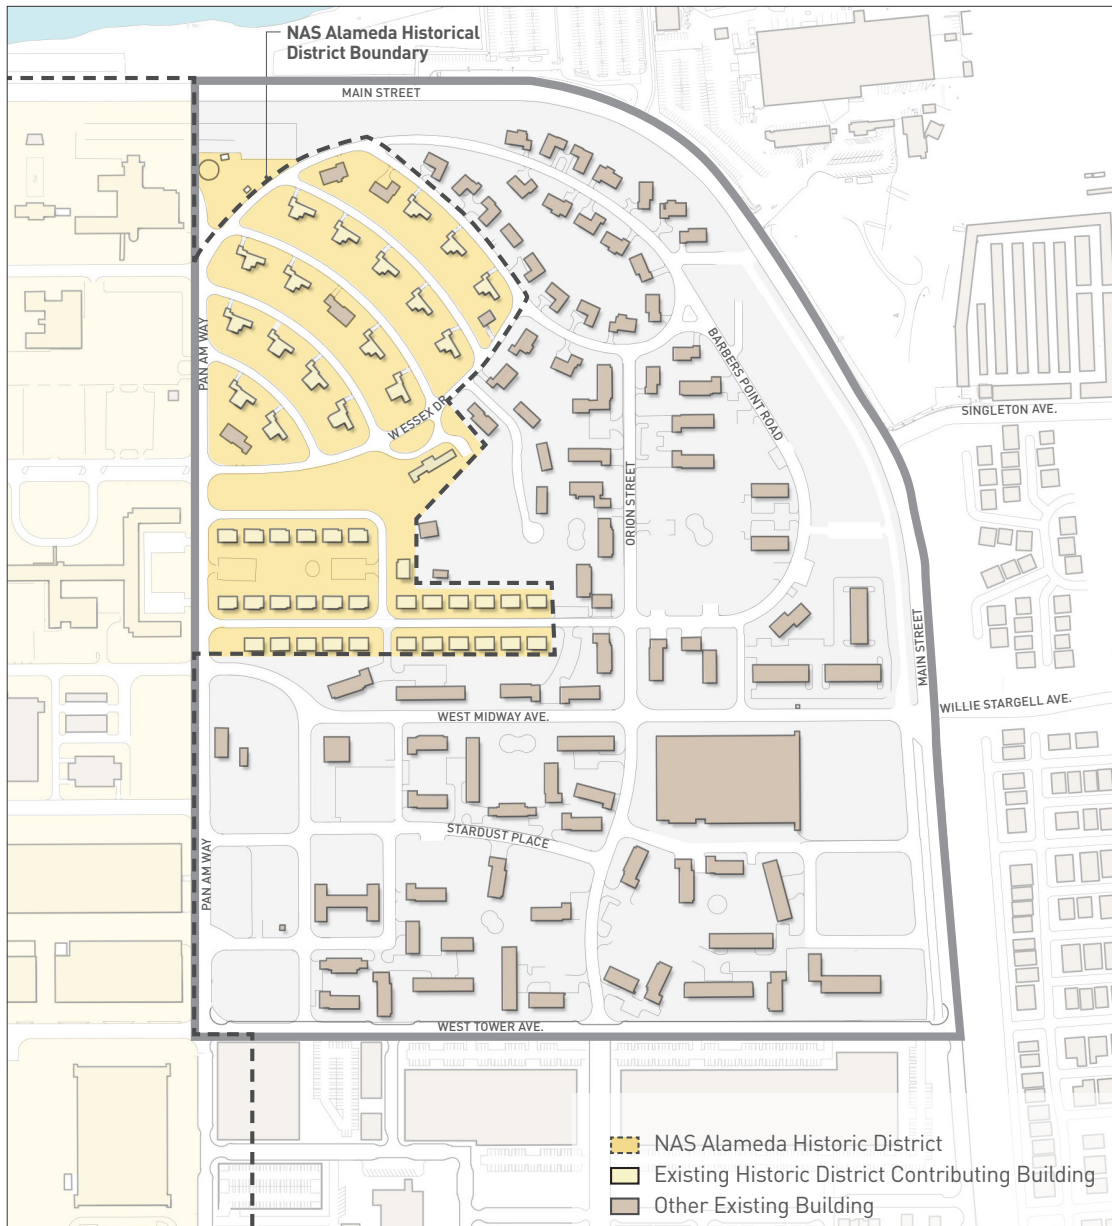 NAS Alameda Historical
District Boundary
MAIN STREET
PAN AM WAY
WESSEX DR
BARBERS POINT ROAD
SINGLETON AVE.
ORION STREET
MAIN STREET
WILLIE STARGELL AVE.
WEST MIDWAY AVE.
STARDUST PLACE
PAN AM WAY
WEST TOWER AVE.
NAS Alameda Historic District
Existing Historic District Contributing Building
Other Existing Building